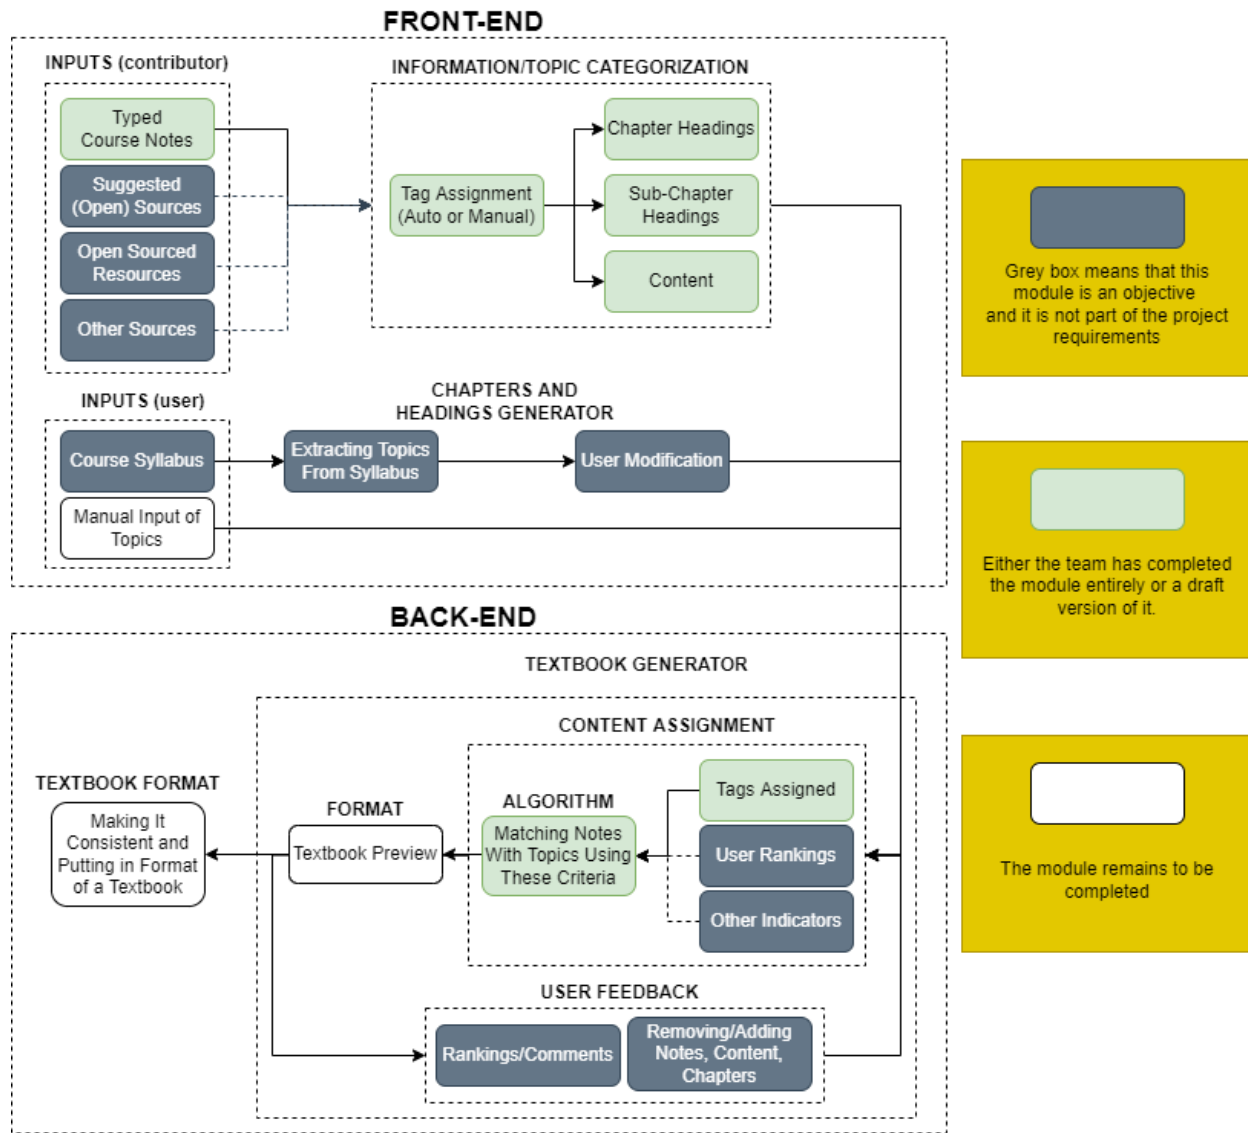 FRONT-END
INPUTS (contributor)
Typed
Course Notes
Suggested
(Open) Sources
Open Sourced
Resources
Other Sources
INFORMATION/TOPIC CATEGORIZATION
Tag Assignment
(Auto or Manual)
Chapter Headings
Sub-Chapter
Headings
Content
INPUTS (user)
Course Syllabus
Manual Input of
Topics
CHAPTERS AND
HEADINGS GENERATOR
Extracting Topics
From Syllabus
User Modification
BACK-END
TEXTBOOK GENERATOR
CONTENT ASSIGNMENT
TEXTBOOK FORMAT
Making It
Consistent and
Putting in Format
of a Textbook
FORMAT
Textbook Preview
ALGORITHM
Matching Notes
With Topics Using
These Criteria
Tags Assigned
User Rankings
Other Indicators
USER FEEDBACK
Rankings/Comments
Removing/Adding
Notes, Content,
Chapters
Grey box means that this
module is an objective
and it is not part of the project
requirements
Either the team has completed
the module entirely or a draft
version of it.
The module remains to be
completed